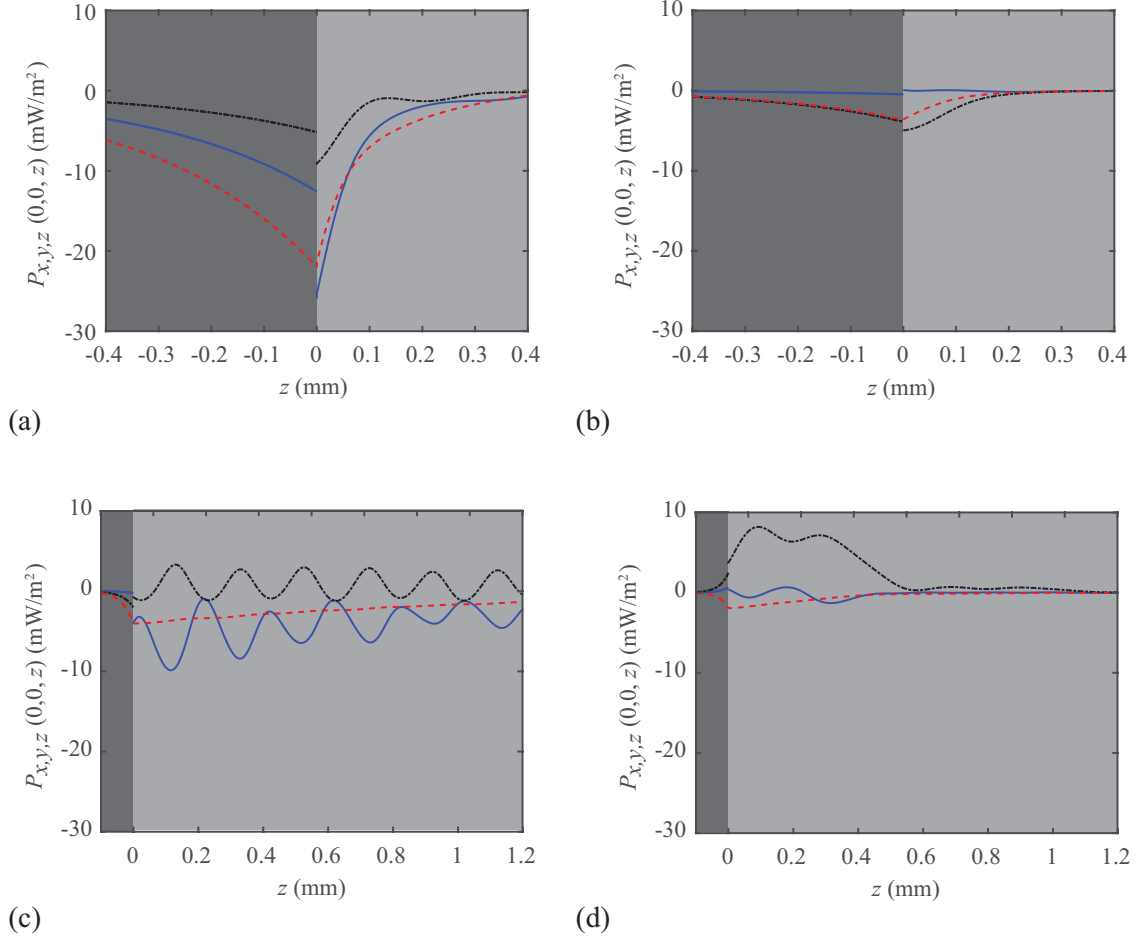 10
0
-10
-20
-30
P_{x,y,z} (0,0, z) (mW/m²)
-0.4 -0.3 -0.2 -0.1 0 0.1 0.2 0.3 0.4
z (mm)
(a)
10
0
-10
-20
-30
P_{x,y,z} (0,0, z) (mW/m²)
-0.4 -0.3 -0.2 -0.1 0 0.1 0.2 0.3 0.4
z (mm)
(b)
10
0
-10
-20
-30
P_{x,y,z} (0,0, z) (mW/m²)
0 0.2 0.4 0.6 0.8 1 1.2
z (mm)
(c)
10
0
-10
-20
-30
P_{x,y,z} (0,0, z) (mW/m²)
0 0.2 0.4 0.6 0.8 1 1.2
z (mm)
(d)